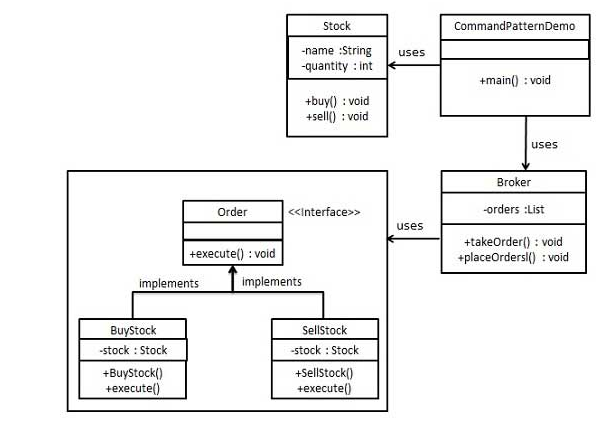 Stock
-name :String
-quantity : int
+buy() : void
+sell() : void
uses
CommandPatternDemo
+main() : void
uses
Broker
-orders :List
+takeOrder() : void
+placeOrdersl() : void
uses
Order
<<Interface>>
+execute() : void
implements
implements
BuyStock
-stock : Stock
+BuyStock()
+execute()
SellStock
-stock : Stock
+SellStock()
+execute()